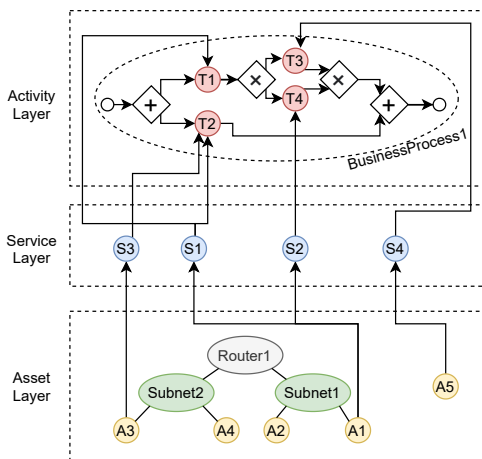 T1
T3
+
×
×
T4
+
T2
Activity
Layer
BusinessProcess1
S3
S1
S2
S4
Service
Layer
Router1
Subnet2
Subnet1
Asset
Layer
A5
A3
A4
A2
A1